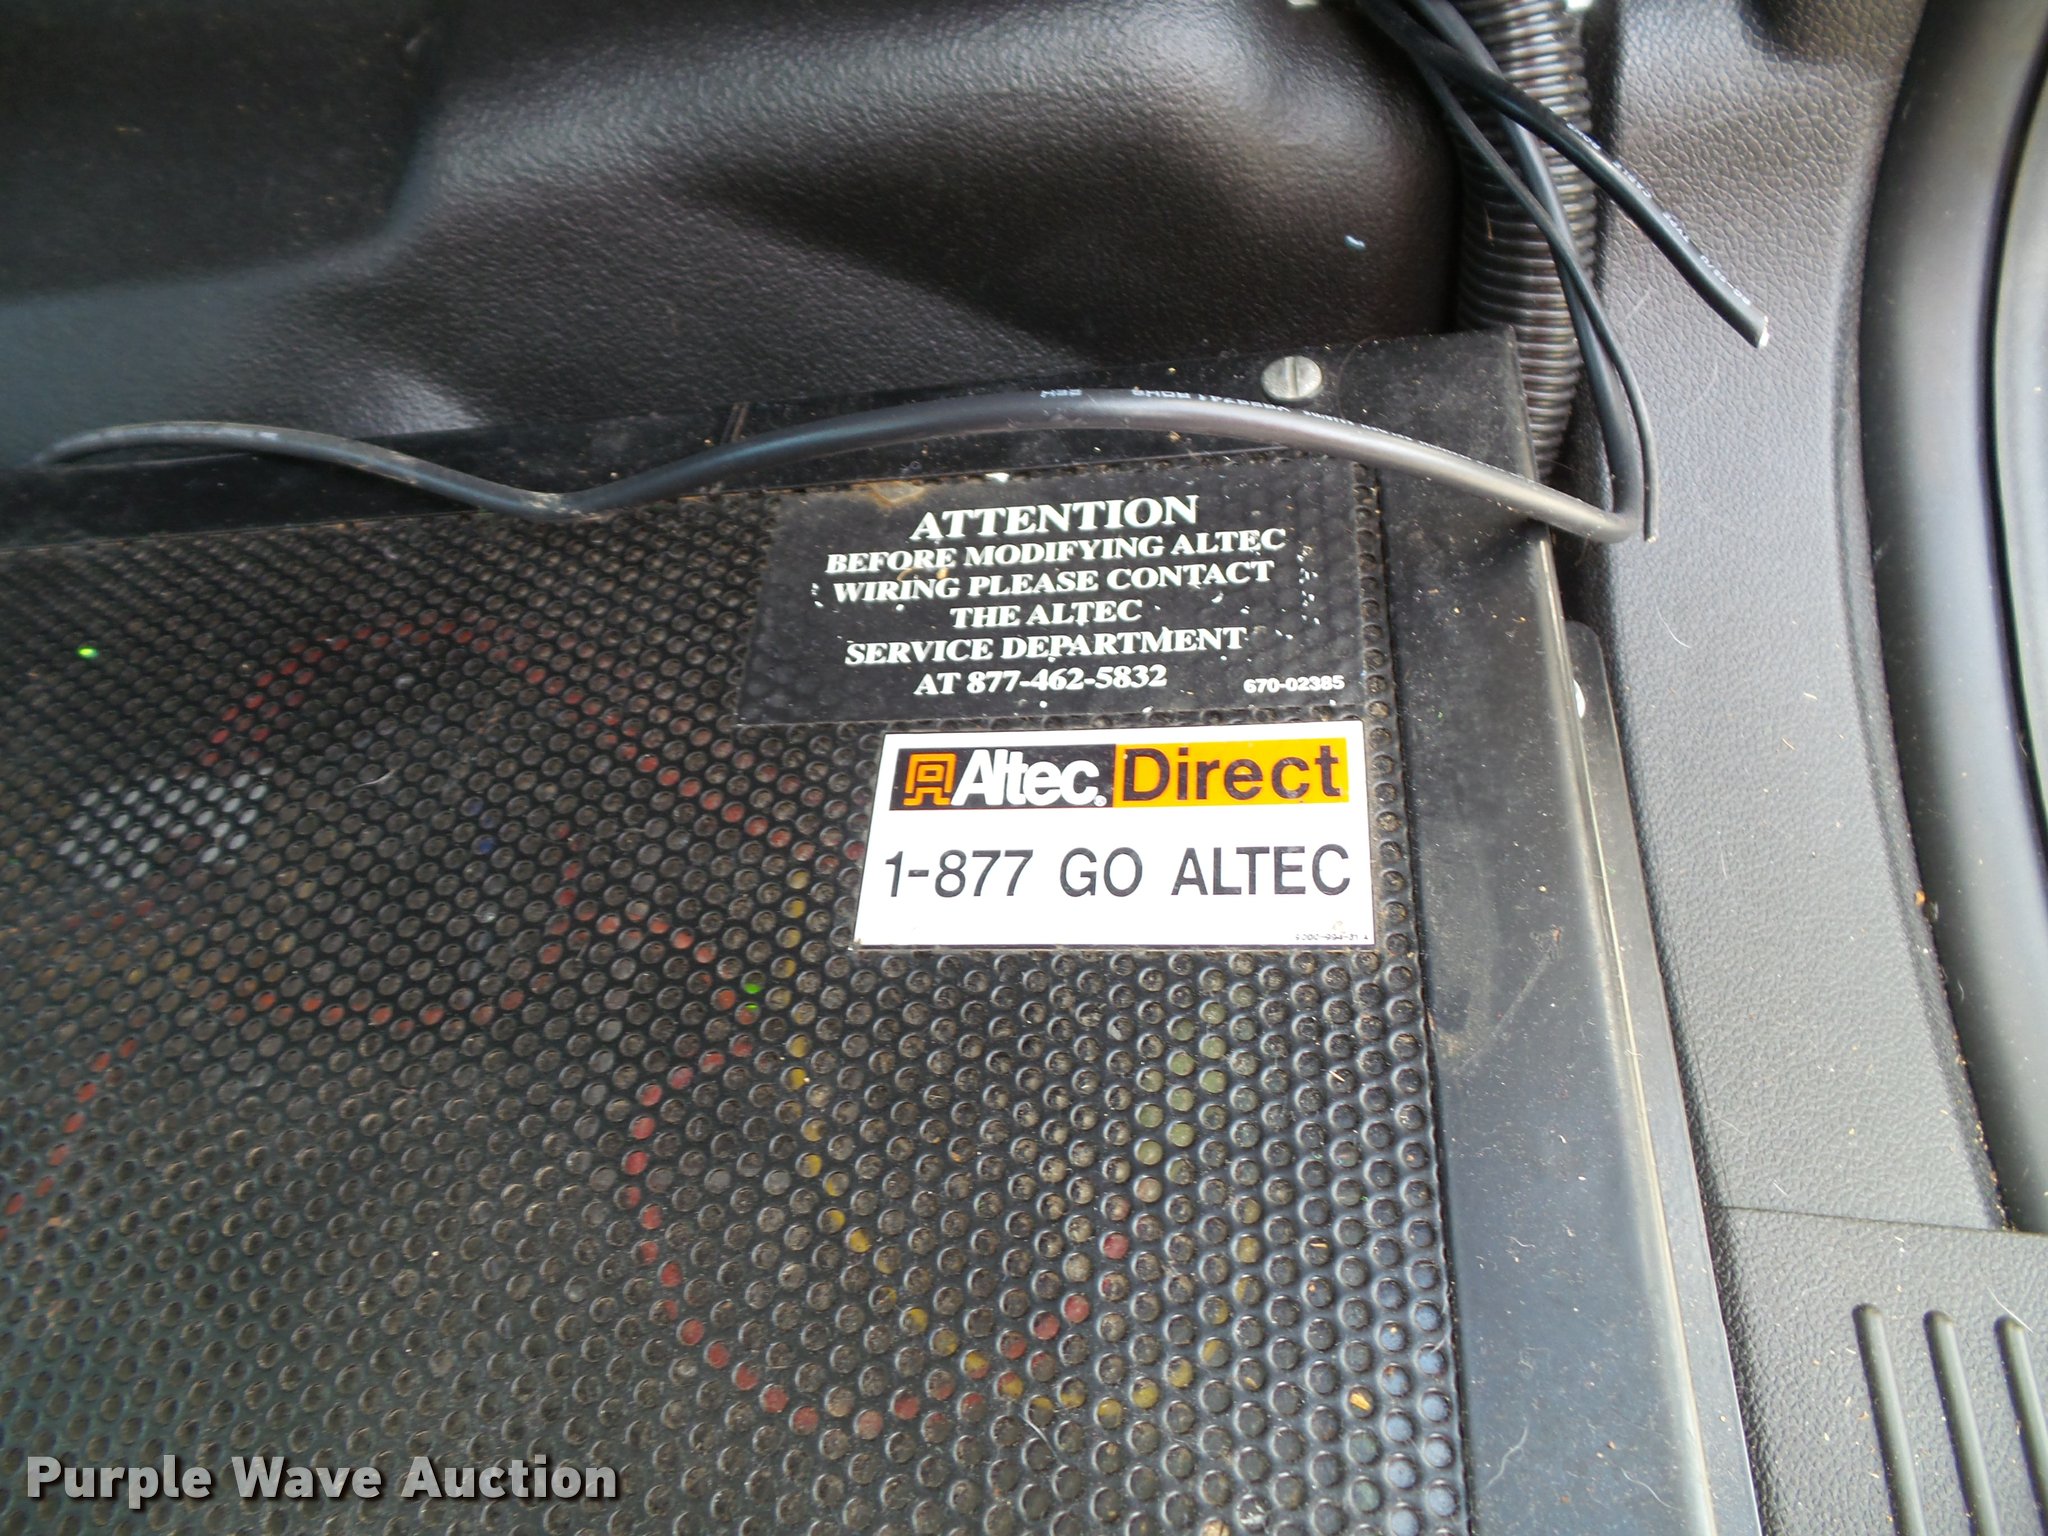 ATTENTION
BEFORE MODIFYING ALTEC
WIRING PLEASE CONTACT
THE ALTEC
SERVICE DEPARTMENT
AT 877-462-5832
670-02385
Altec® Direct
1-877 GO ALTEC
Purple Wave Auction